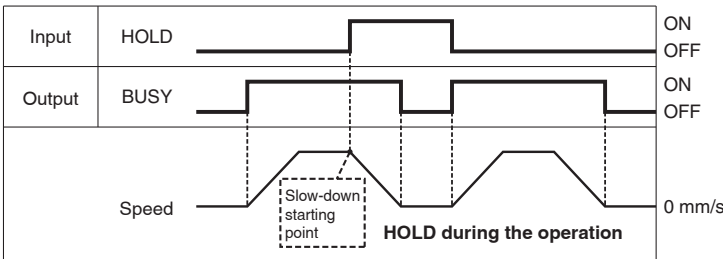 Input HOLD ON
OFF
Output BUSY ON
OFF
Speed 0 mm/s
Slow-down
starting
point
HOLD during the operation